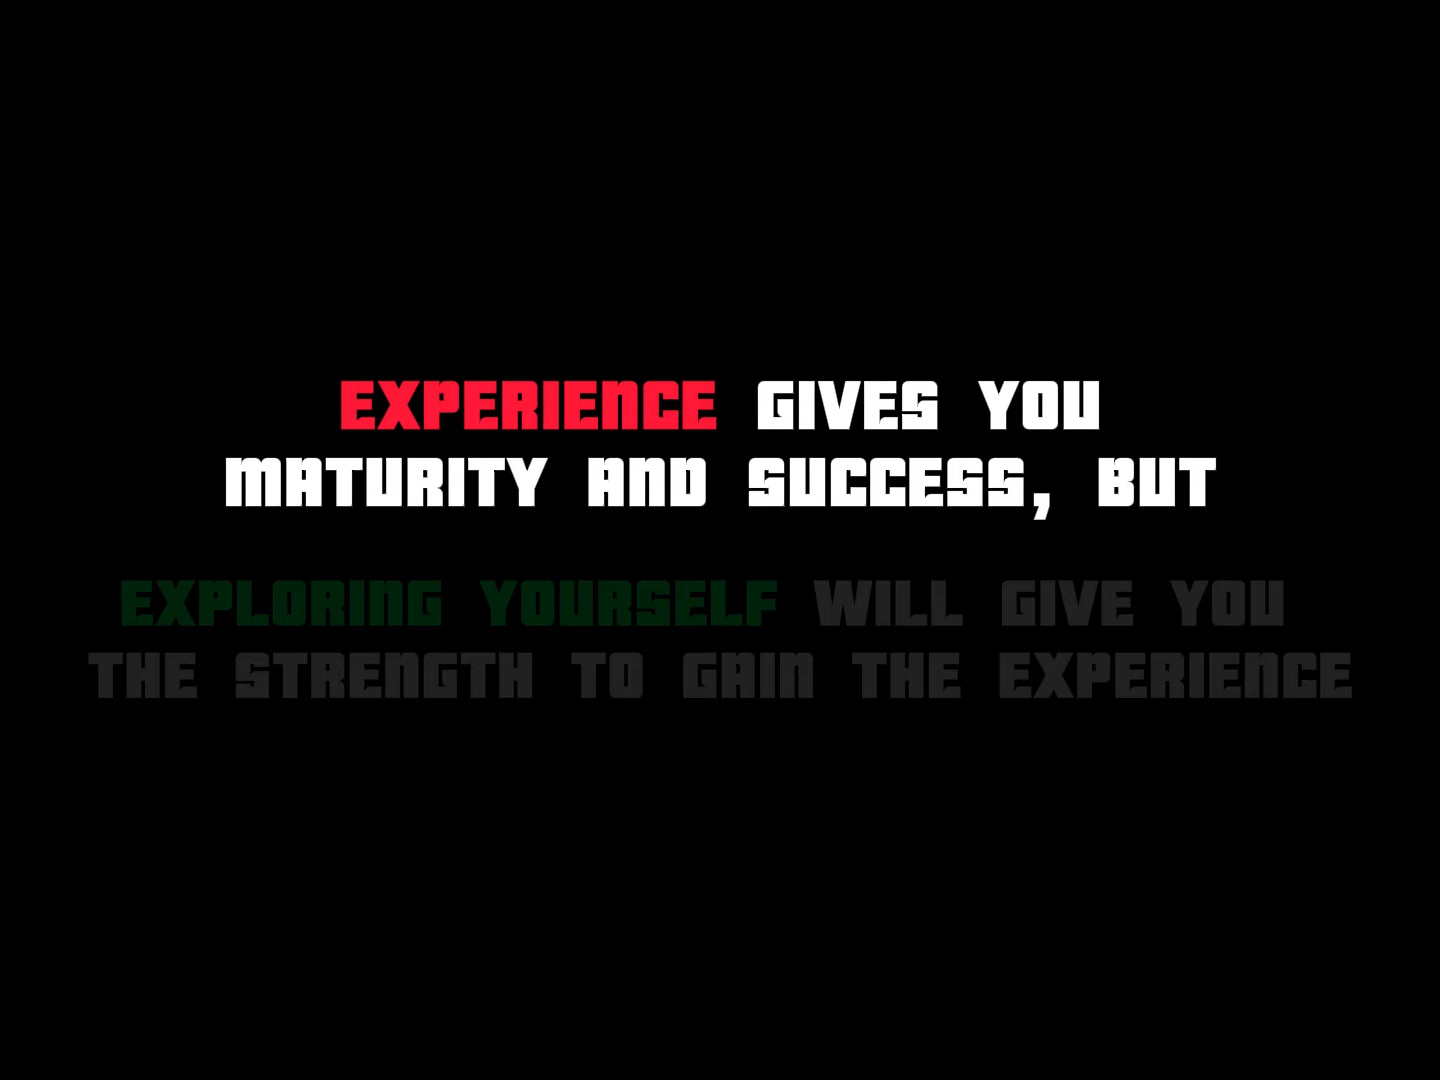 EXPERIENCE GIVES YOU
MATURITY AND SUCCESS, BUT
EXPLORING YOURSELF WILL GIVE YOU
THE STRENGTH TO GAIN THE EXPERIENCE